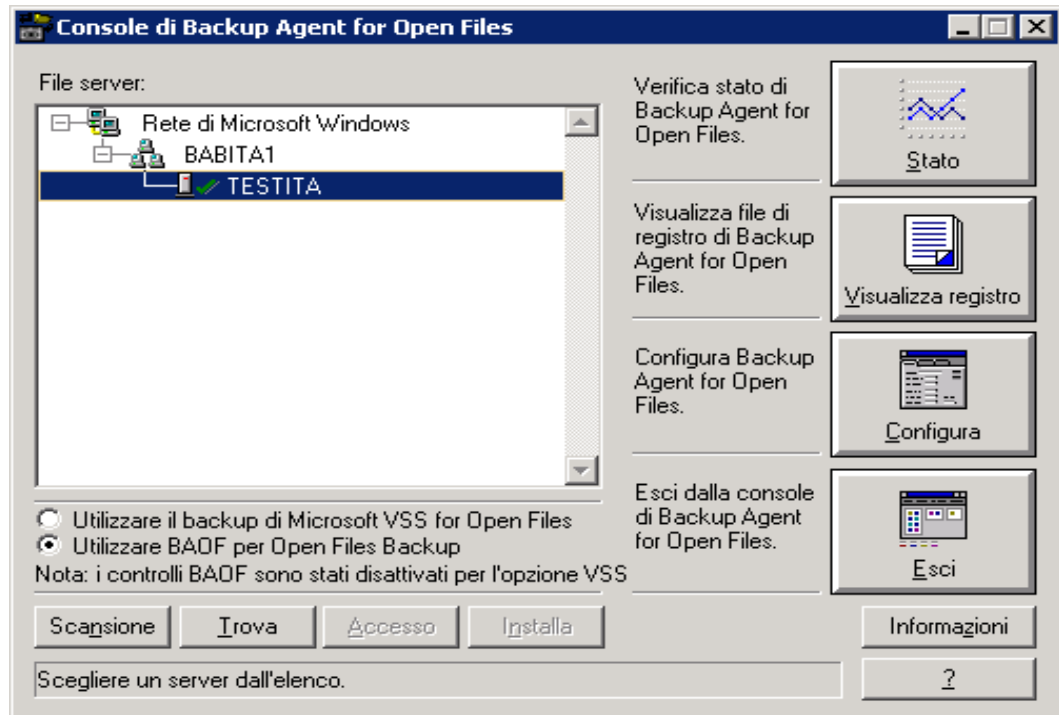 Console di Backup Agent for Open Files
File server:
Rete di Microsoft Windows
BABITA1
TESTITA
Utilizzare il backup di Microsoft VSS for Open Files
Utilizzare BAOF per Open Files Backup
Nota: i controlli BAOF sono stati disattivati per l'opzione VSS
Verifica stato di
Backup Agent for
Open Files.
Stato
Visualizza file di
registro di Backup
Agent for Open
Files.
Visualizza registro
Configura Backup
Agent for Open
Files.
Configura
Esci dalla console
di Backup Agent
for Open Files.
Esci
Scansione
Trova
Accesso
Installa
Informazioni
Scegliere un server dall'elenco.
?